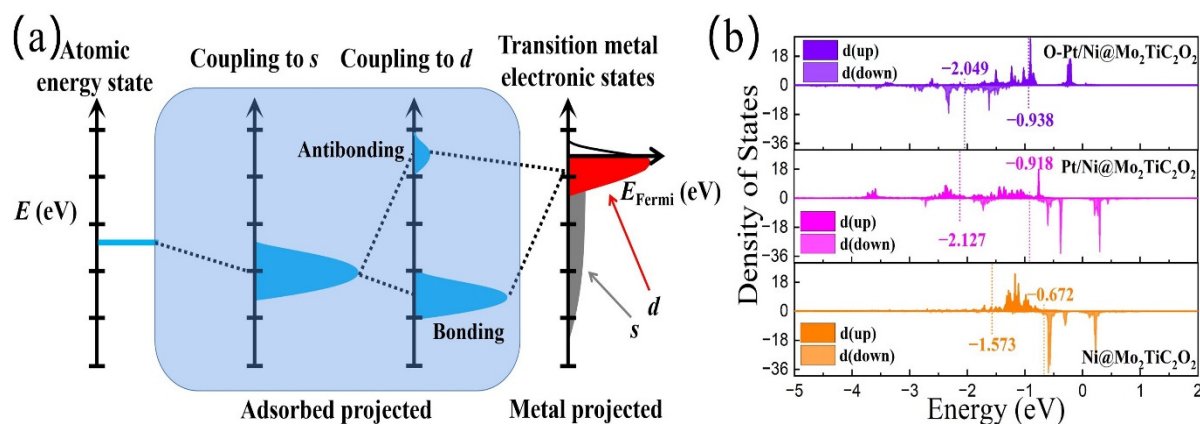 (a)
Atomic
energy state
Coupling to s
Coupling to d
Transition metal
electronic states
Antibonding
E (eV)
E_Fermi (eV)
d
s
Bonding
Adsorbed projected
Metal projected
(b)
Density of States
18
0
−18
−36
d(up)
d(down)
−2.049
−0.938
O-Pt/Ni@Mo₂TiC₂O₂
18
0
−18
−36
d(up)
d(down)
−2.127
−0.918
Pt/Ni@Mo₂TiC₂O₂
18
0
−18
−36
d(up)
d(down)
−1.573
−0.672
Ni@Mo₂TiC₂O₂
−5 −4 −3 −2 −1 0 1 2
Energy (eV)